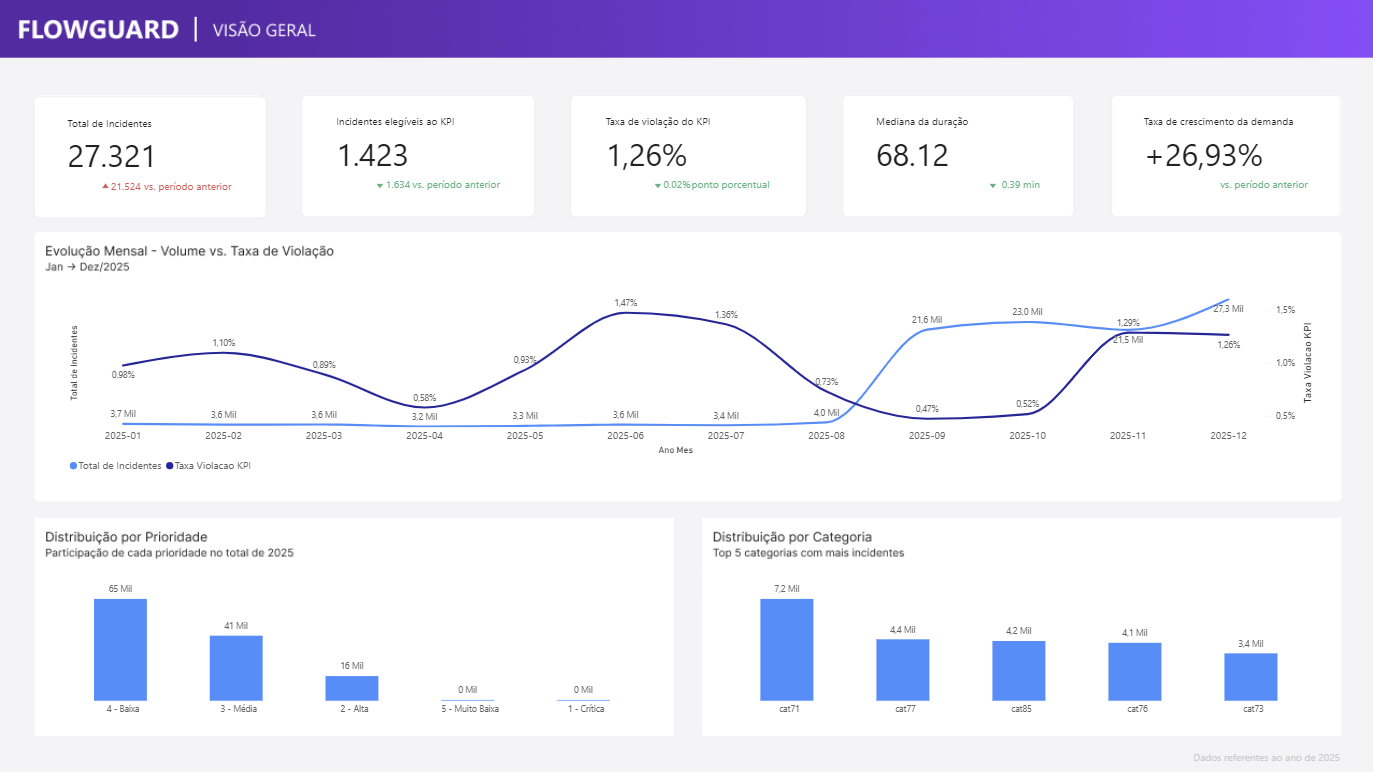 FLOWGUARD | VISÃO GERAL
Total de Incidentes
27.321
21.524 vs. período anterior
Incidentes elegíveis ao KPI
1.423
1.634 vs. período anterior
Taxa de violação do KPI
1,26%
0.02%ponto porcentual
Mediana da duração
68.12
0.39 min
Taxa de crescimento da demanda
+26,93%
vs. período anterior
Evolução Mensal - Volume vs. Taxa de Violação
Jan → Dez/2025
Total de Incidentes
0,98% 1,10% 0,89% 0,58% 0,93% 1,47% 1,36% 0,73% 0,47% 0,52% 1,29% 1,26%
3,7 Mil 3,6 Mil 3,6 Mil 3,2 Mil 3,3 Mil 3,6 Mil 3,4 Mil 4,0 Mil 21,6 Mil 23,0 Mil 21,5 Mil 27,3 Mil
1,5%
1,0%
0,5%
Taxa Violacao KPI
2025-01 2025-02 2025-03 2025-04 2025-05 2025-06 2025-07 2025-08 2025-09 2025-10 2025-11 2025-12
Ano Mes
Total de Incidentes Taxa Violacao KPI
Distribuição por Prioridade
Participação de cada prioridade no total de 2025
65 Mil 41 Mil 16 Mil 0 Mil 0 Mil
4 - Baixa 3 - Média 2 - Alta 5 - Muito Baixa 1 - Crítica
Distribuição por Categoria
Top 5 categorias com mais incidentes
7,2 Mil 4,4 Mil 4,2 Mil 4,1 Mil 3,4 Mil
cat71 cat77 cat85 cat76 cat73
Dados referentes ao ano de 2025